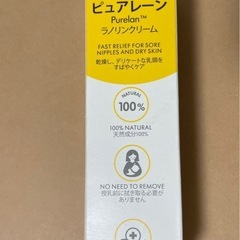 ピュアレーン
Purelan™
ラノリンクリーム
FAST RELIEF FOR SORE
NIPPLES AND DRY SKIN
乾燥し、デリケートな乳頭を
すばやくケア
NATURAL
100%
100% NATURAL
天然成分100%
NO NEED TO REMOVE
授乳前に拭き取る必要が
ありません。